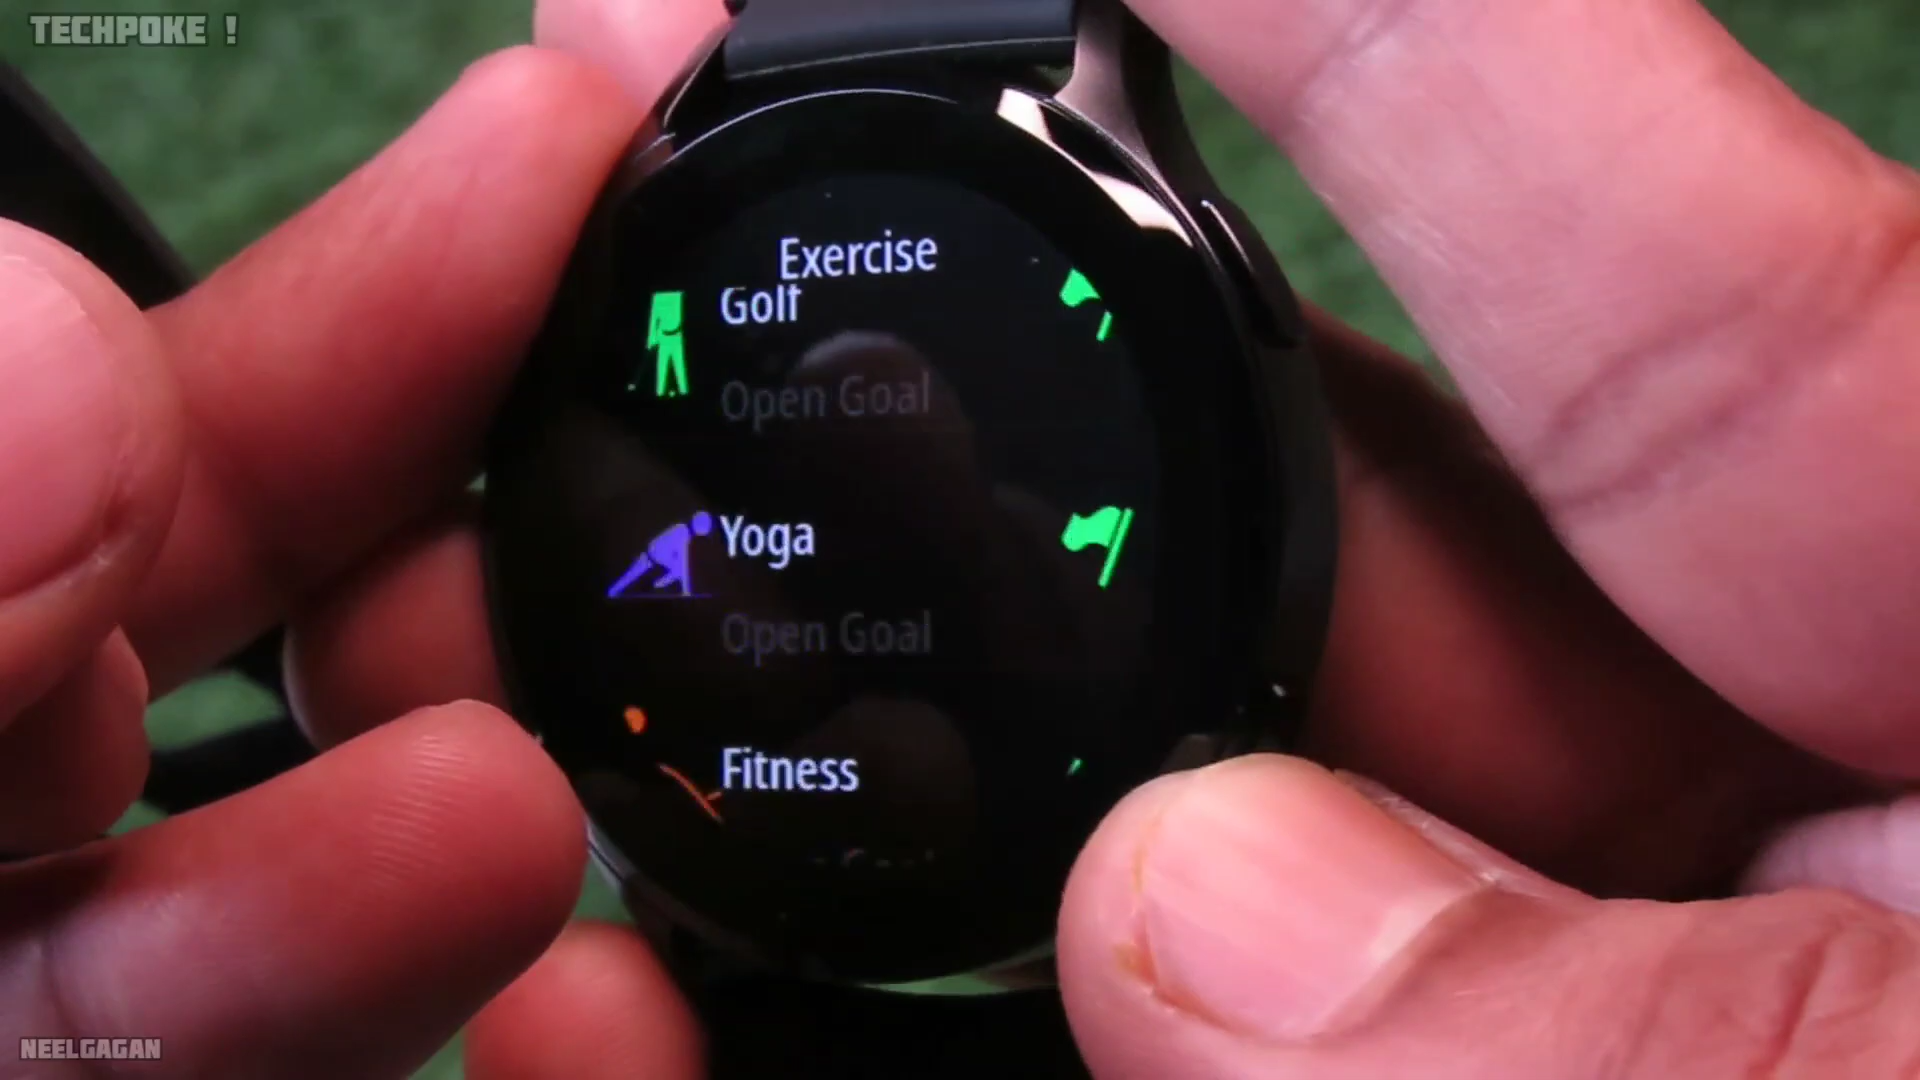 TECHPOKE !
Exercise
Golf
Open Goal
Yoga
Open Goal
Fitness
NEELGAGAN